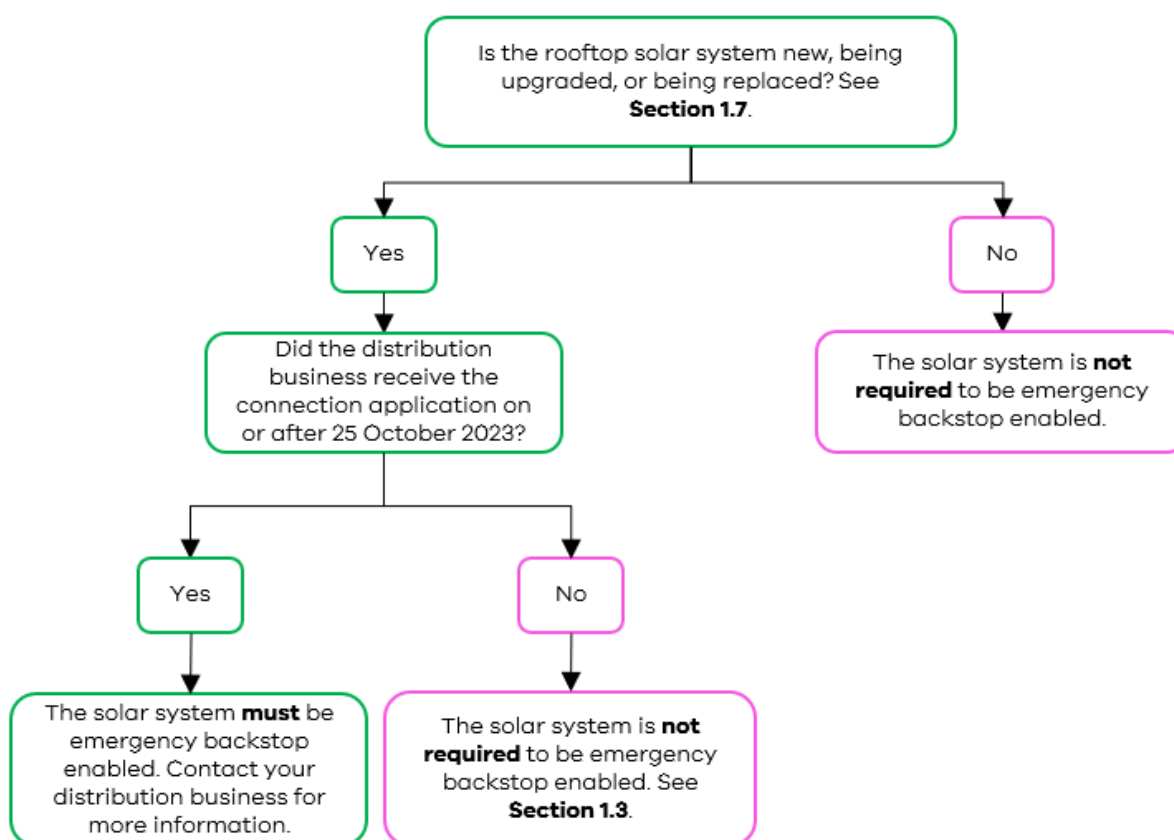 Is the rooftop solar system new, being
upgraded, or being replaced? See
Section 1.7.
Yes
No
Did the distribution
business receive the
connection application on
or after 25 October 2023?
The solar system is not
required to be emergency
backstop enabled.
Yes
No
The solar system must be
emergency backstop
enabled. Contact your
distribution business for
more information.
The solar system is not
required to be emergency
backstop enabled. See
Section 1.3.